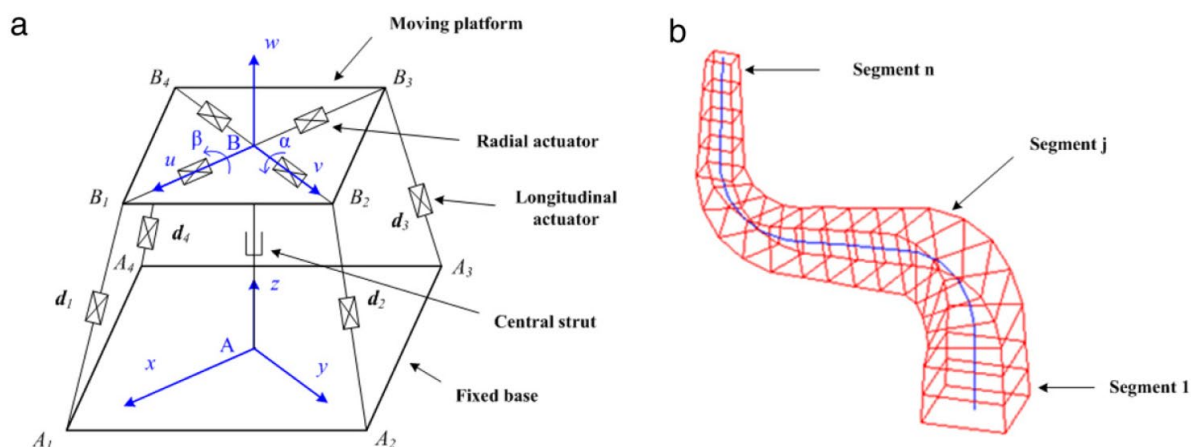 a
Moving platform
w
B4
B3
β
B
α
Radial actuator
u
v
B1
B2
Longitudinal
actuator
d3
d4
A4
A3
z
d1
d2
Central strut
A
x
y
Fixed base
A1
A2
b
Segment n
Segment j
Segment 1